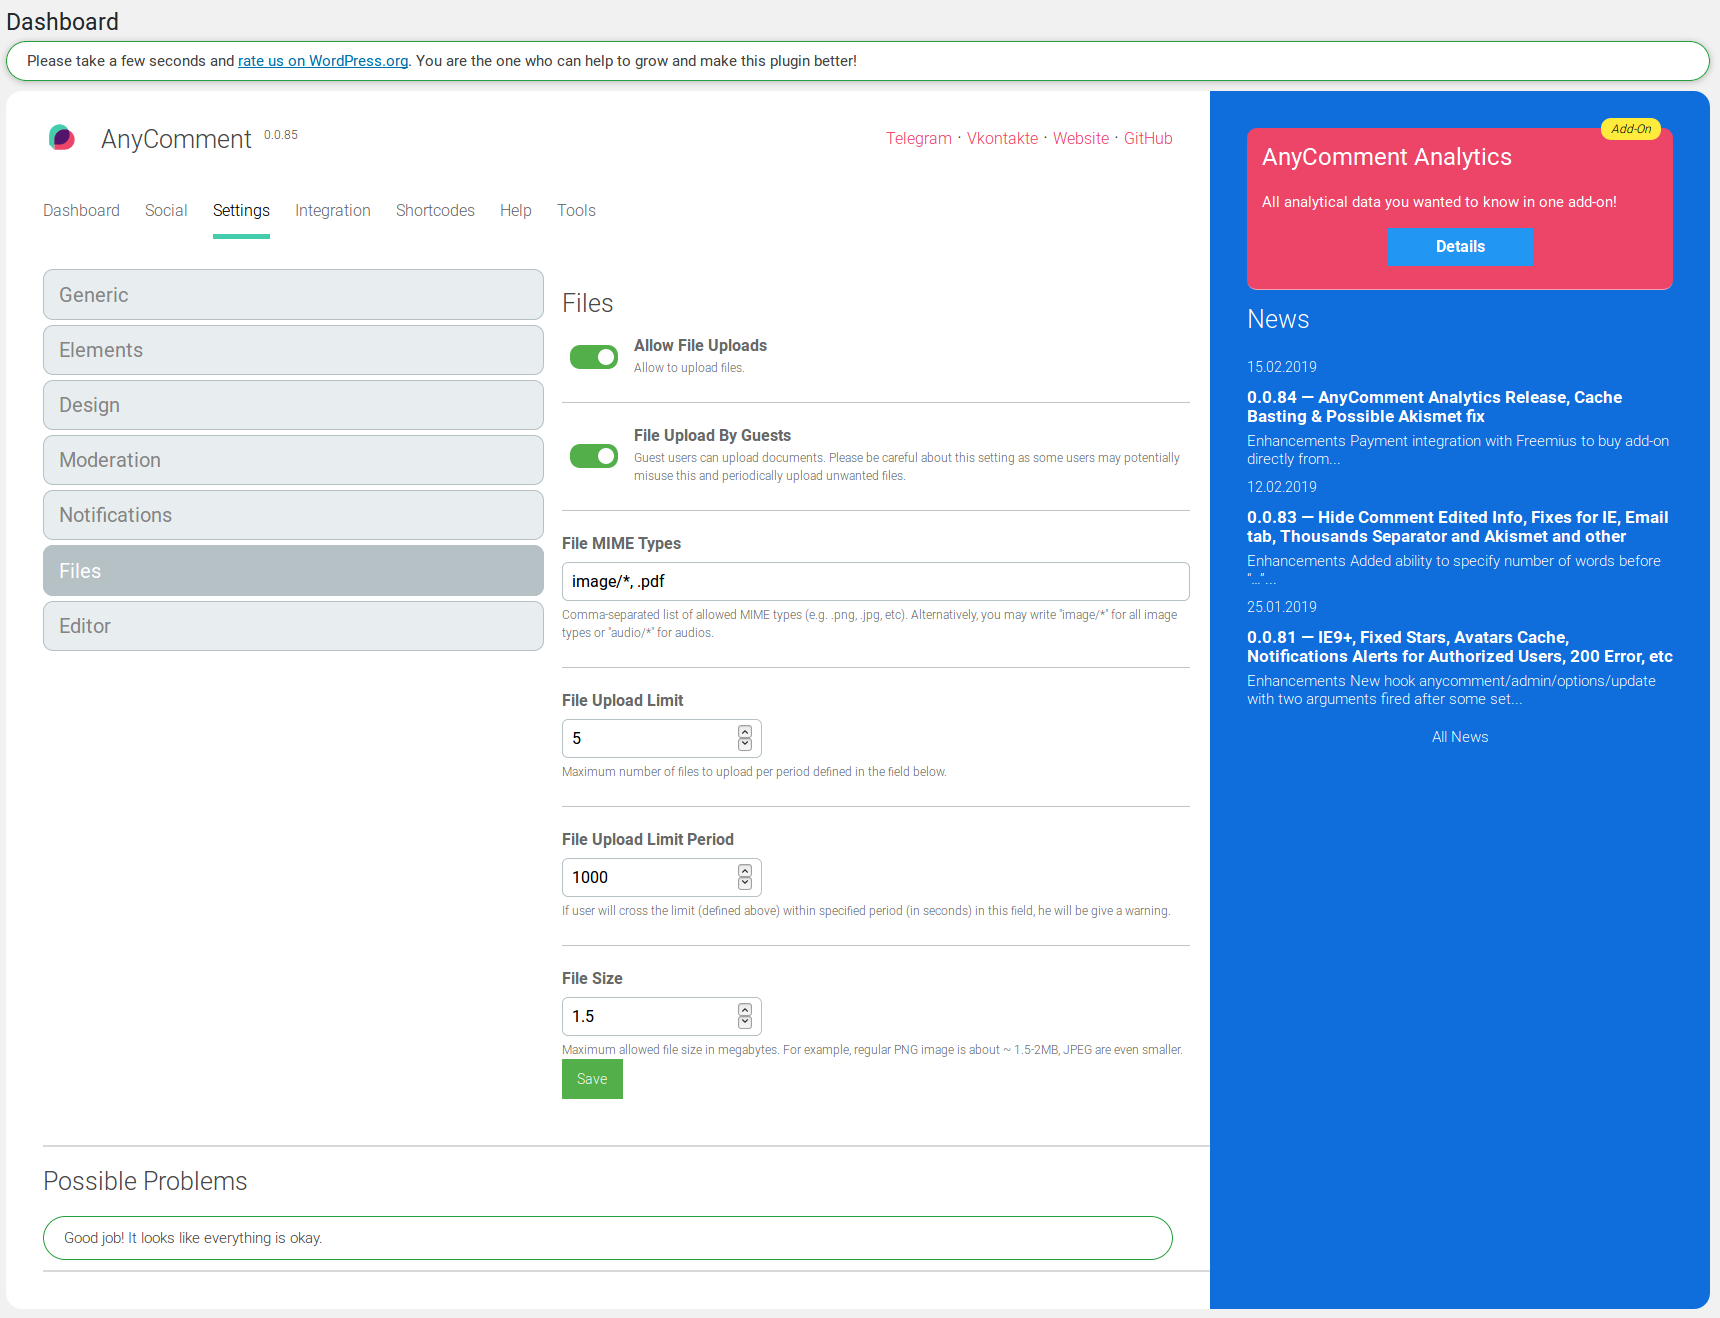 Dashboard
Please take a few seconds and rate us on WordPress.org. You are the one who can help to grow and make this plugin better!
AnyComment 0.0.85
Telegram · Vkontakte · Website · GitHub
Dashboard Social Settings Integration Shortcodes Help Tools
Generic
Elements
Design
Moderation
Notifications
Files
Editor
Files
Allow File Uploads
Allow to upload files.
File Upload By Guests
Guest users can upload documents. Please be careful about this setting as some users may potentially
misuse this and periodically upload unwanted files.
File MIME Types
image/*, .pdf
Comma-separated list of allowed MIME types (e.g. .png, .jpg, etc). Alternatively, you may write "image/*" for all image
types or "audio/*" for audios.
File Upload Limit
5
Maximum number of files to upload per period defined in the field below.
File Upload Limit Period
1000
If user will cross the limit (defined above) within specified period (in seconds) in this field, he will be give a warning.
File Size
1.5
Maximum allowed file size in megabytes. For example, regular PNG image is about ~ 1.5-2MB, JPEG are even smaller.
Save
Possible Problems
Good job! It looks like everything is okay.
Add-On
AnyComment Analytics
All analytical data you wanted to know in one add-on!
Details
News
15.02.2019
0.0.84 — AnyComment Analytics Release, Cache
Basting & Possible Akismet fix
Enhancements Payment integration with Freemius to buy add-on
directly from...
12.02.2019
0.0.83 — Hide Comment Edited Info, Fixes for IE, Email
tab, Thousands Separator and Akismet and other
Enhancements Added ability to specify number of words before
“…”...
25.01.2019
0.0.81 — IE9+, Fixed Stars, Avatars Cache,
Notifications Alerts for Authorized Users, 200 Error, etc
Enhancements New hook anycomment/admin/options/update
with two arguments fired after some set...
All News